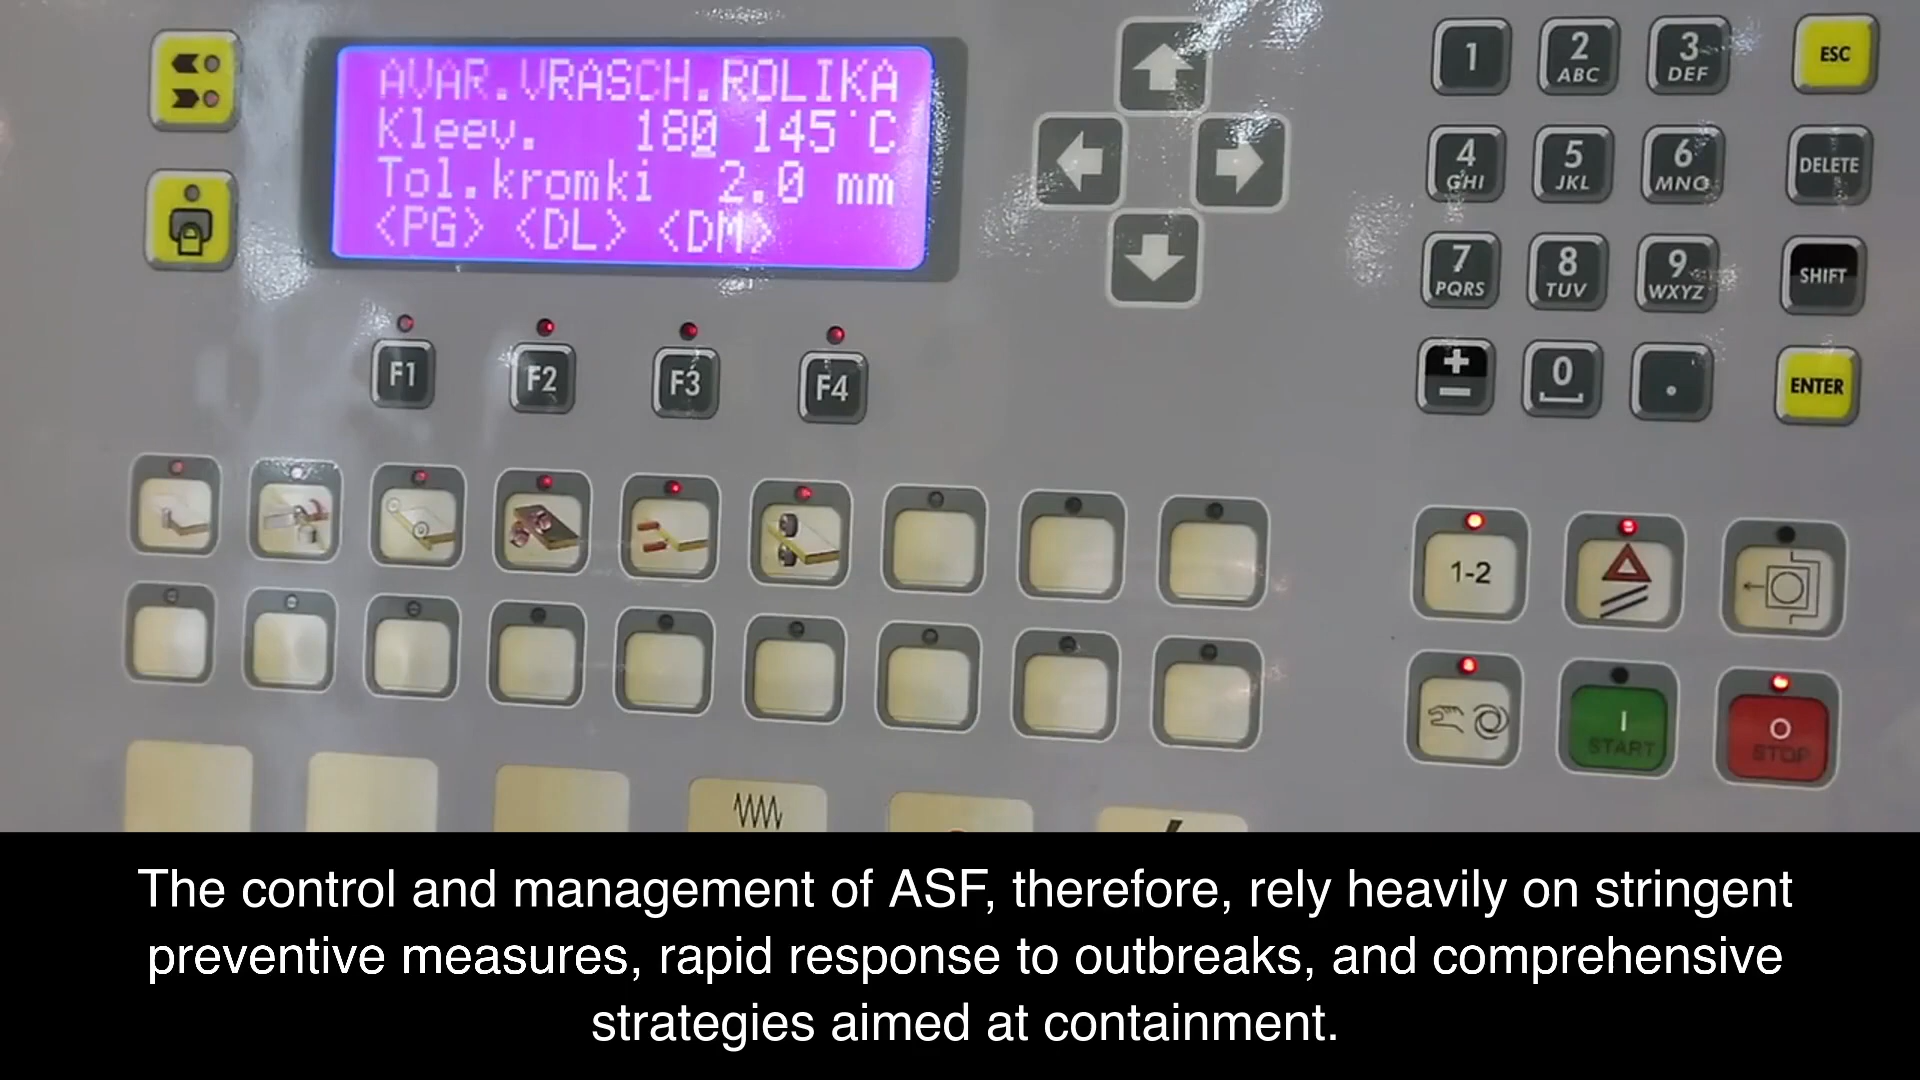 AVAR.VRASCH.ROLIKA
Kleev. 180 145°C
Tol.kromki 2.0 mm
<PG> <DL> <DM>
F1 F2 F3 F4
1 2 ABC 3 DEF ESC
4 GHI 5 JKL 6 MNO DELETE
7 PQRS 8 TUV 9 WXYZ SHIFT
+ - 0 . ENTER
1-2
I START O STOP
The control and management of ASF, therefore, rely heavily on stringent
preventive measures, rapid response to outbreaks, and comprehensive
strategies aimed at containment.